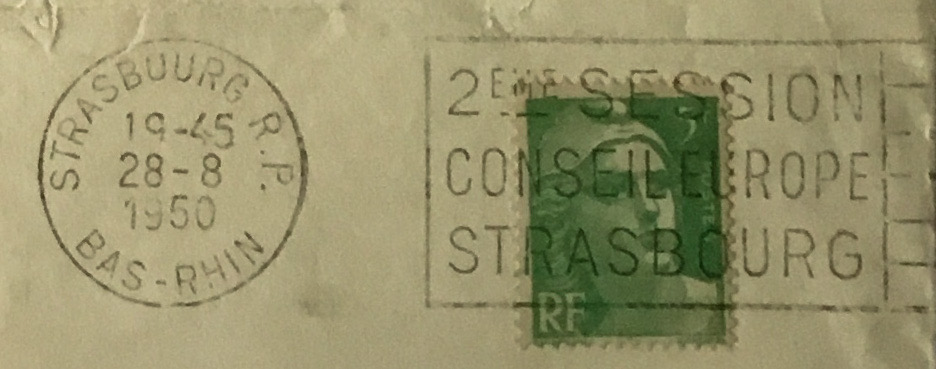 STRASBOURG R.P.
19-45
28-8
1950
BAS-RHIN
2EME SESSION
CONSEIL EUROPE
STRASBOURG
RF